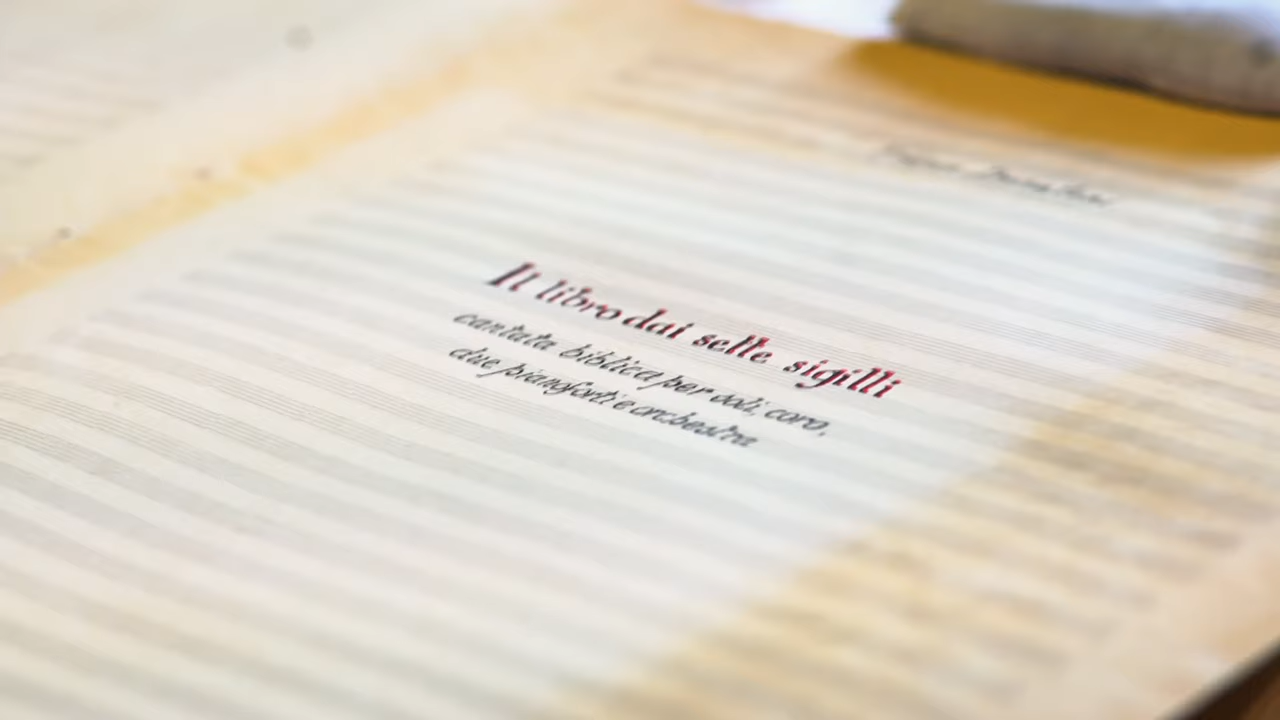 Il libro dai sette sigilli
cantata biblica per soli, coro,
due pianoforti e orchestra